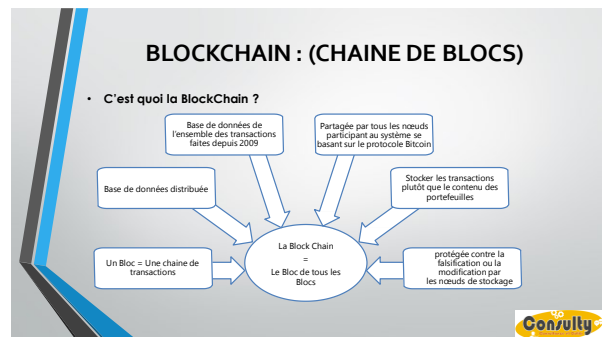 BLOCKCHAIN : (CHAINE DE BLOCS)
• C'est quoi la BlockChain ?
Base de données de
l'ensemble des transactions
faites depuis 2009
Partagée par tous les nœuds
participant au système se
basant sur le protocole Bitcoin
Base de données distribuée
Stocker les transactions
plutôt que le contenu des
portefeuilles
Un Bloc = Une chaine de
transactions
La Block Chain
=
Le Bloc de tous les
Blocs
protégée contre la
falsification ou la
modification par
les nœuds de stockage
Consulty